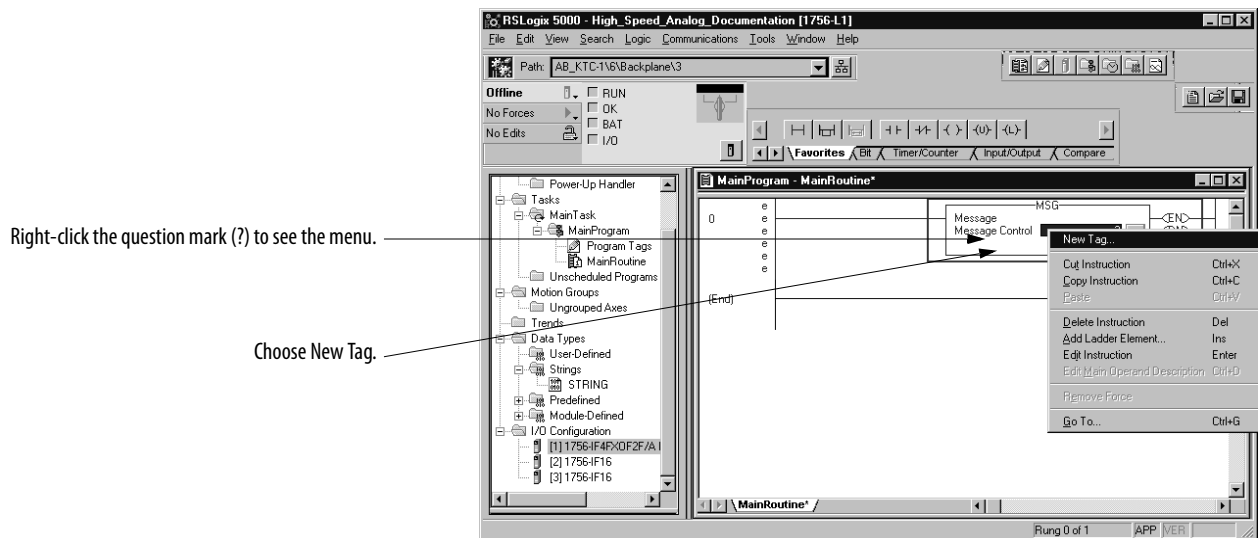 RSLogix 5000 - High_Speed_Analog_Documentation [1756-L1]
File Edit View Search Logic Communications Tools Window Help
Path: AB_KTC-1\6\Backplane\3
Offline
RUN
No Forces
OK
No Edits
BAT
I/O
Favorites Bit Timer/Counter Input/Output Compare
Power-Up Handler
Tasks
MainTask
MainProgram
Program Tags
MainRoutine
Unscheduled Programs
Motion Groups
Ungrouped Axes
Trends
Data Types
User-Defined
Strings
STRING
Predefined
Module-Defined
I/O Configuration
[1] 1756-IF4FXOF2F/A
[2] 1756-IF16
[3] 1756-IF16
MainProgram - MainRoutine*
0
e
e
e
e
e
e
(End)
MSG
Message
Message Control
EN
New Tag...
Cut Instruction Ctrl+X
Copy Instruction Ctrl+C
Paste Ctrl+V
Delete Instruction Del
Add Ladder Element... Ins
Edit Instruction Enter
Edit Main Operand Description Ctrl+D
Remove Force
Go To... Ctrl+G
MainRoutine*
Rung 0 of 1 APP VER
Right-click the question mark (?) to see the menu.
Choose New Tag.